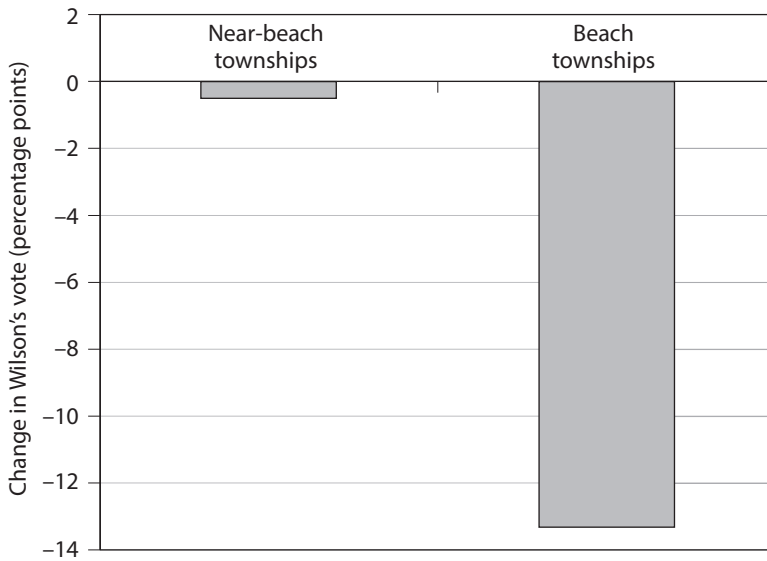 Change in Wilson's vote (percentage points)
2
0
–2
–4
–6
–8
–10
–12
–14
Near-beach
townships
Beach
townships